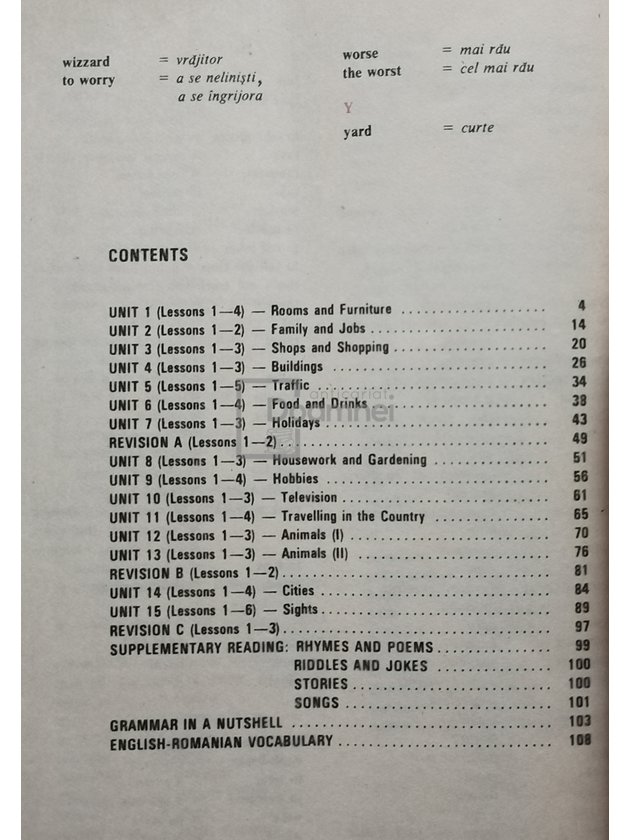 wizzard = vrăjitor
to worry = a se neliniști,
a se îngrijora
worse = mai rău
the worst = cel mai rău
Y
yard = curte
CONTENTS
UNIT 1 (Lessons 1—4) — Rooms and Furniture .................... 4
UNIT 2 (Lessons 1—2) — Family and Jobs .................... 14
UNIT 3 (Lessons 1—3) — Shops and Shopping .................... 20
UNIT 4 (Lessons 1—3) — Buildings .................... 26
UNIT 5 (Lessons 1—5) — Traffic .................... 34
UNIT 6 (Lessons 1—4) — Food and Drinks .................... 38
UNIT 7 (Lessons 1—3) — Holidays .................... 43
REVISION A (Lessons 1—2) .................... 49
UNIT 8 (Lessons 1—3) — Housework and Gardening .................... 51
UNIT 9 (Lessons 1—4) — Hobbies .................... 56
UNIT 10 (Lessons 1—3) — Television .................... 61
UNIT 11 (Lessons 1—4) — Travelling in the Country .................... 65
UNIT 12 (Lessons 1—3) — Animals (I) .................... 70
UNIT 13 (Lessons 1—3) — Animals (II) .................... 76
REVISION B (Lessons 1—2) .................... 81
UNIT 14 (Lessons 1—4) — Cities .................... 84
UNIT 15 (Lessons 1—6) — Sights .................... 89
REVISION C (Lessons 1—3) .................... 97
SUPPLEMENTARY READING: RHYMES AND POEMS .................... 99
RIDDLES AND JOKES .................... 100
STORIES .................... 100
SONGS .................... 101
GRAMMAR IN A NUTSHELL .................... 103
ENGLISH-ROMANIAN VOCABULARY .................... 108
anticariat